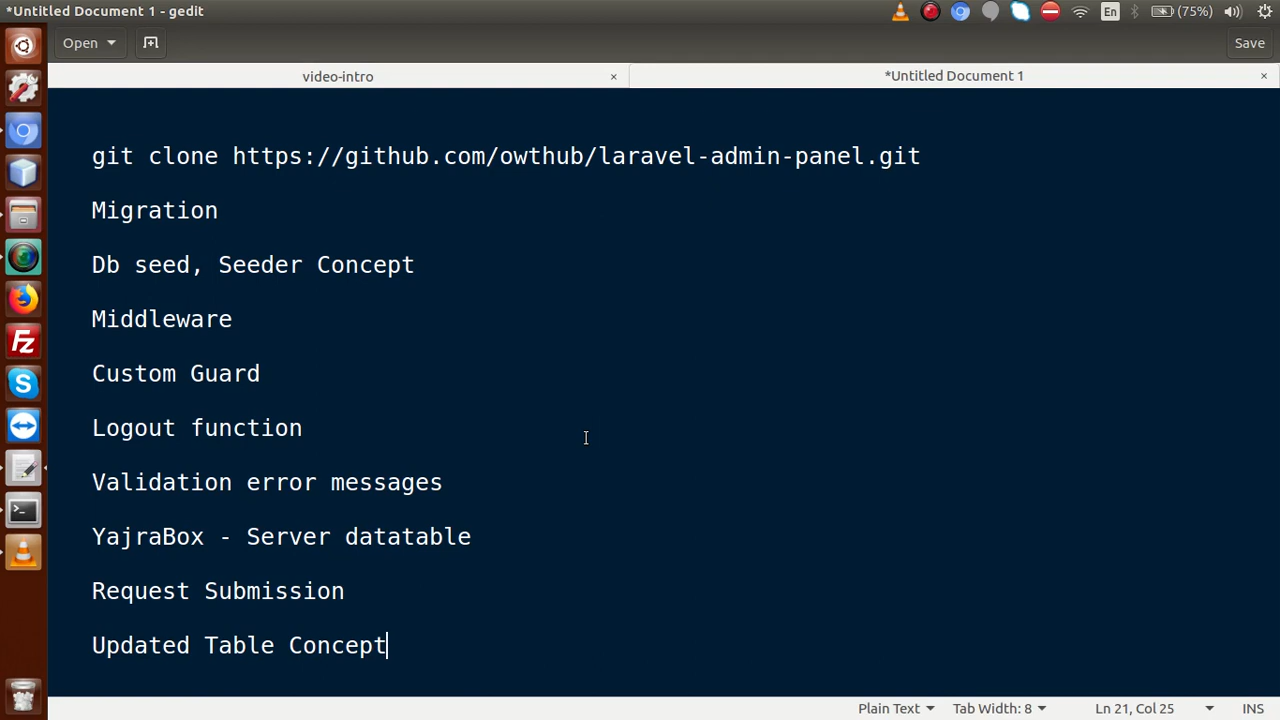 *Untitled Document 1 - gedit
En
(75%)
Open
Save
video-intro
*Untitled Document 1
git clone https://github.com/owthub/laravel-admin-panel.git
Migration
Db seed, Seeder Concept
Middleware
Custom Guard
Logout function
Validation error messages
YajraBox - Server datatable
Request Submission
Updated Table Concept
Plain Text
Tab Width: 8
Ln 21, Col 25
INS